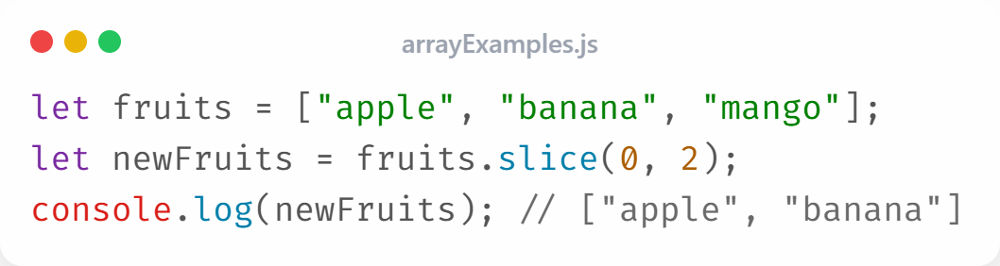 arrayExamples.js
let fruits = ["apple", "banana", "mango"];
let newFruits = fruits.slice(0, 2);
console.log(newFruits); // ["apple", "banana"]